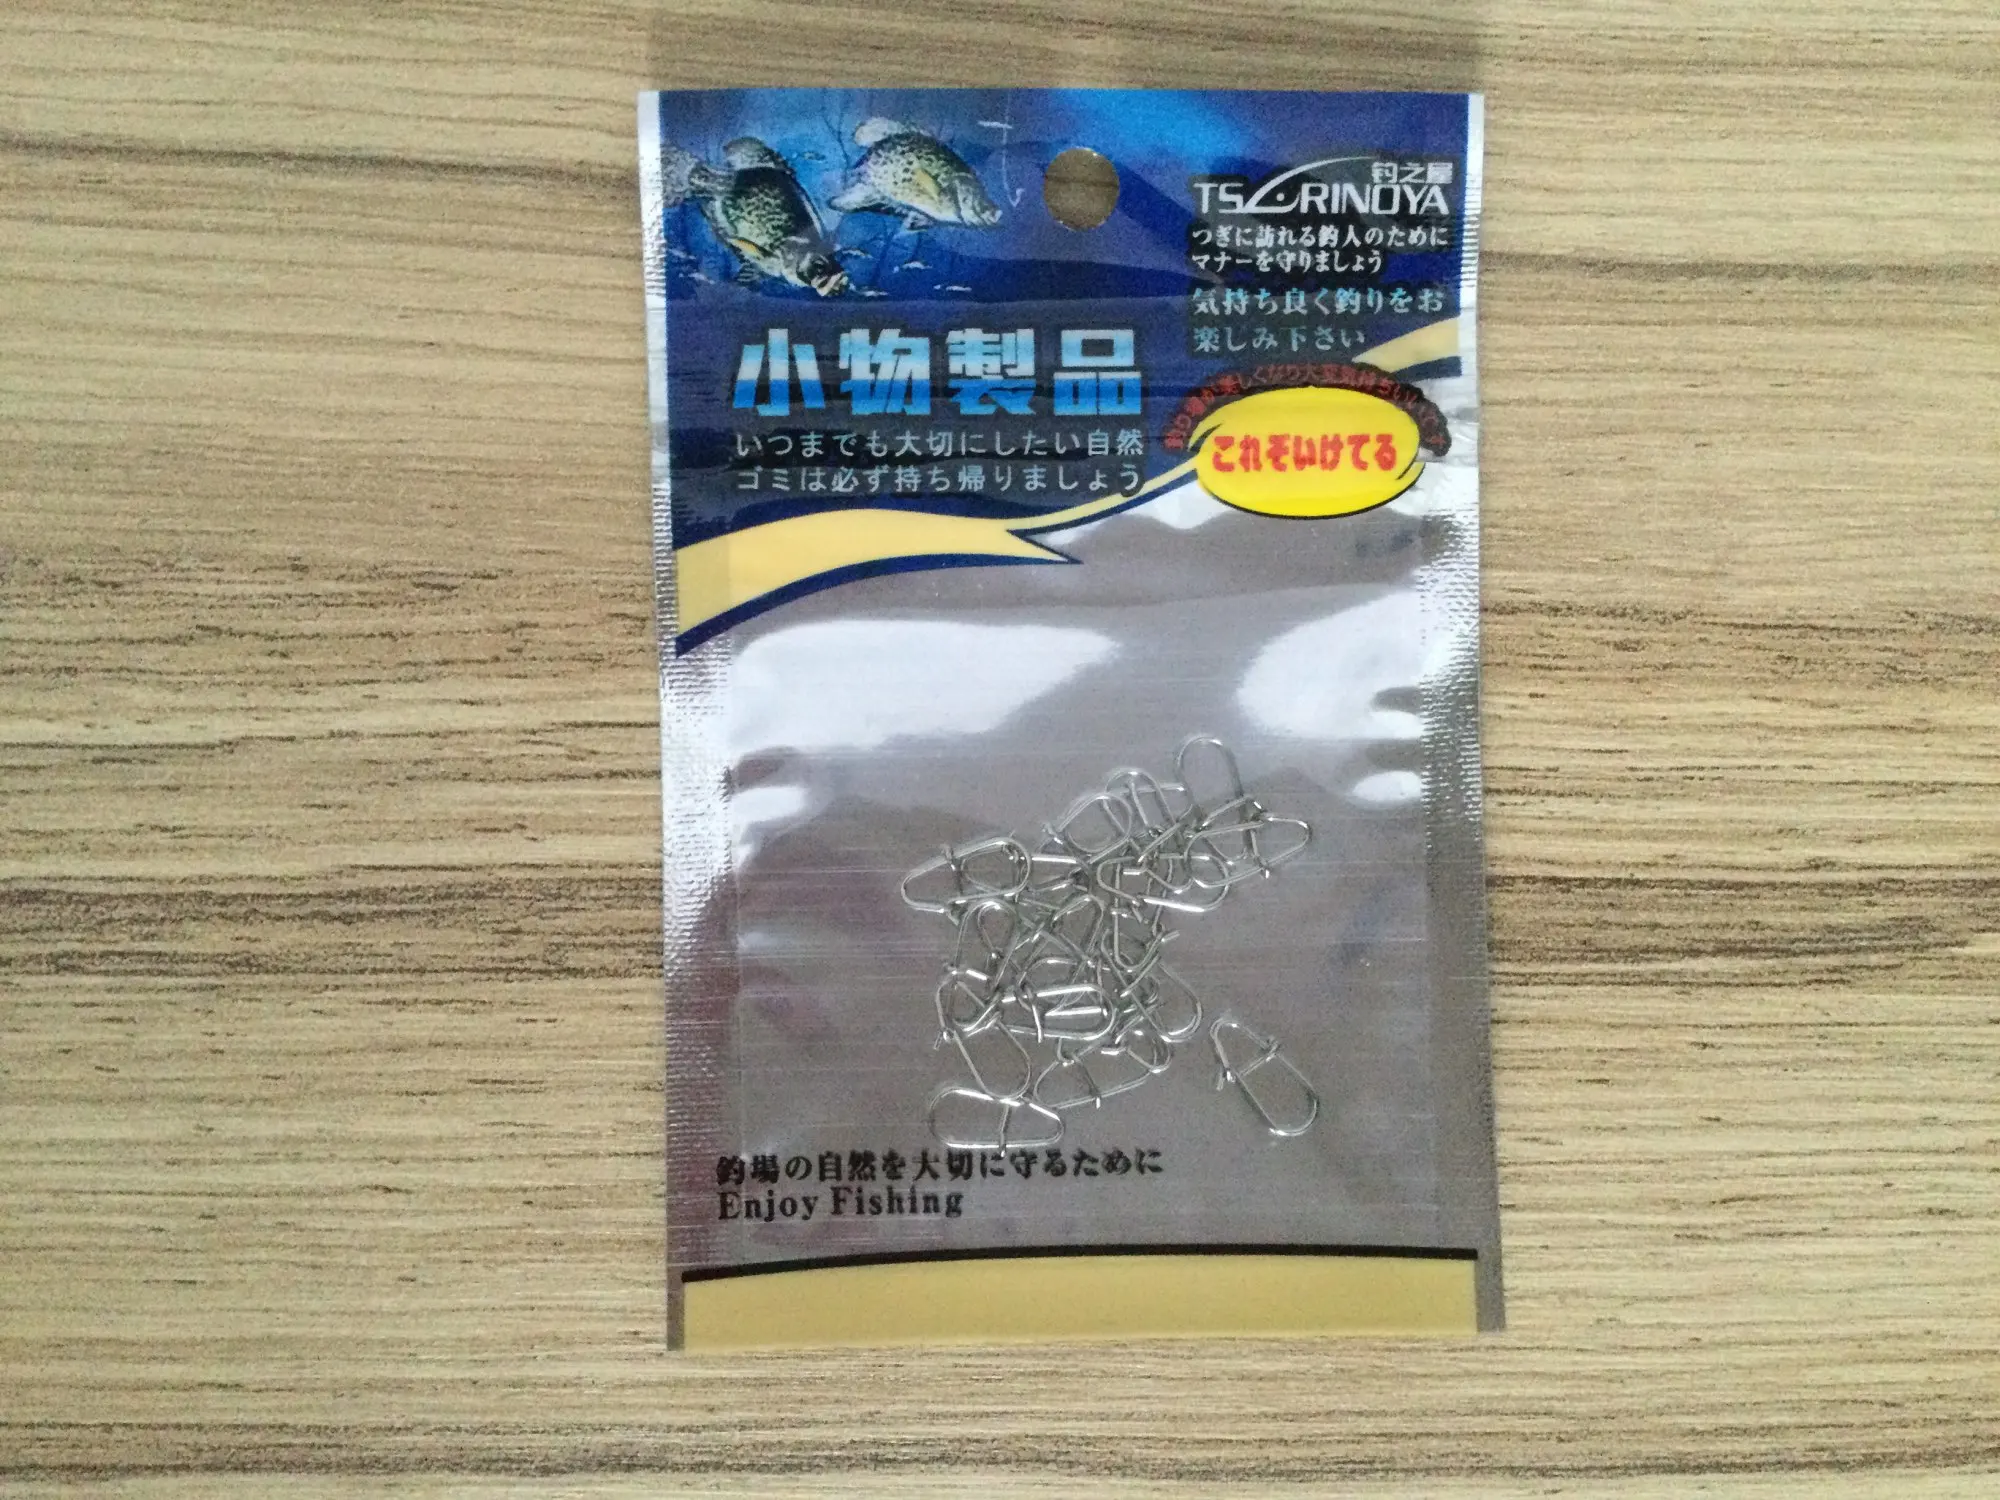 钓之屋
TSURINOYA
つぎに訪れる釣人のために
マナーを守りましょう
気持ち良く釣りをお
楽しみ下さい
小物製品
いつまでも大切にしたい自然
ゴミは必ず持ち帰りましょう
これぞいけてる
釣場の自然を大切に守るために
Enjoy Fishing